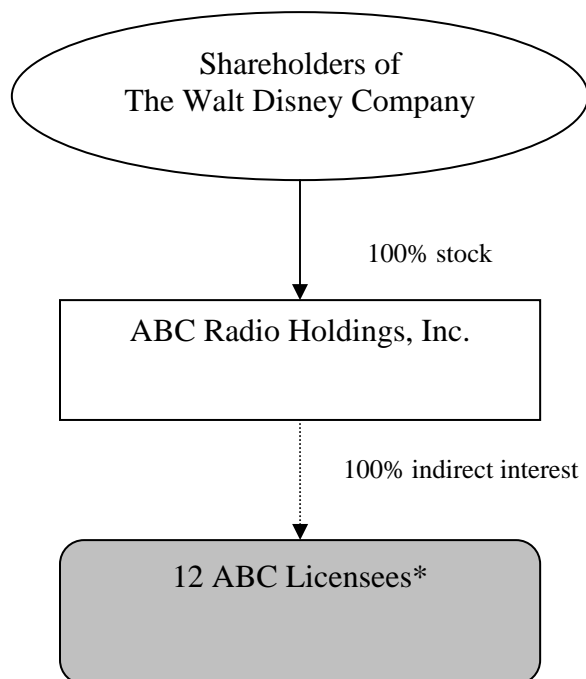 Shareholders of
The Walt Disney Company
100% stock
ABC Radio Holdings, Inc.
100% indirect interest
12 ABC Licensees*